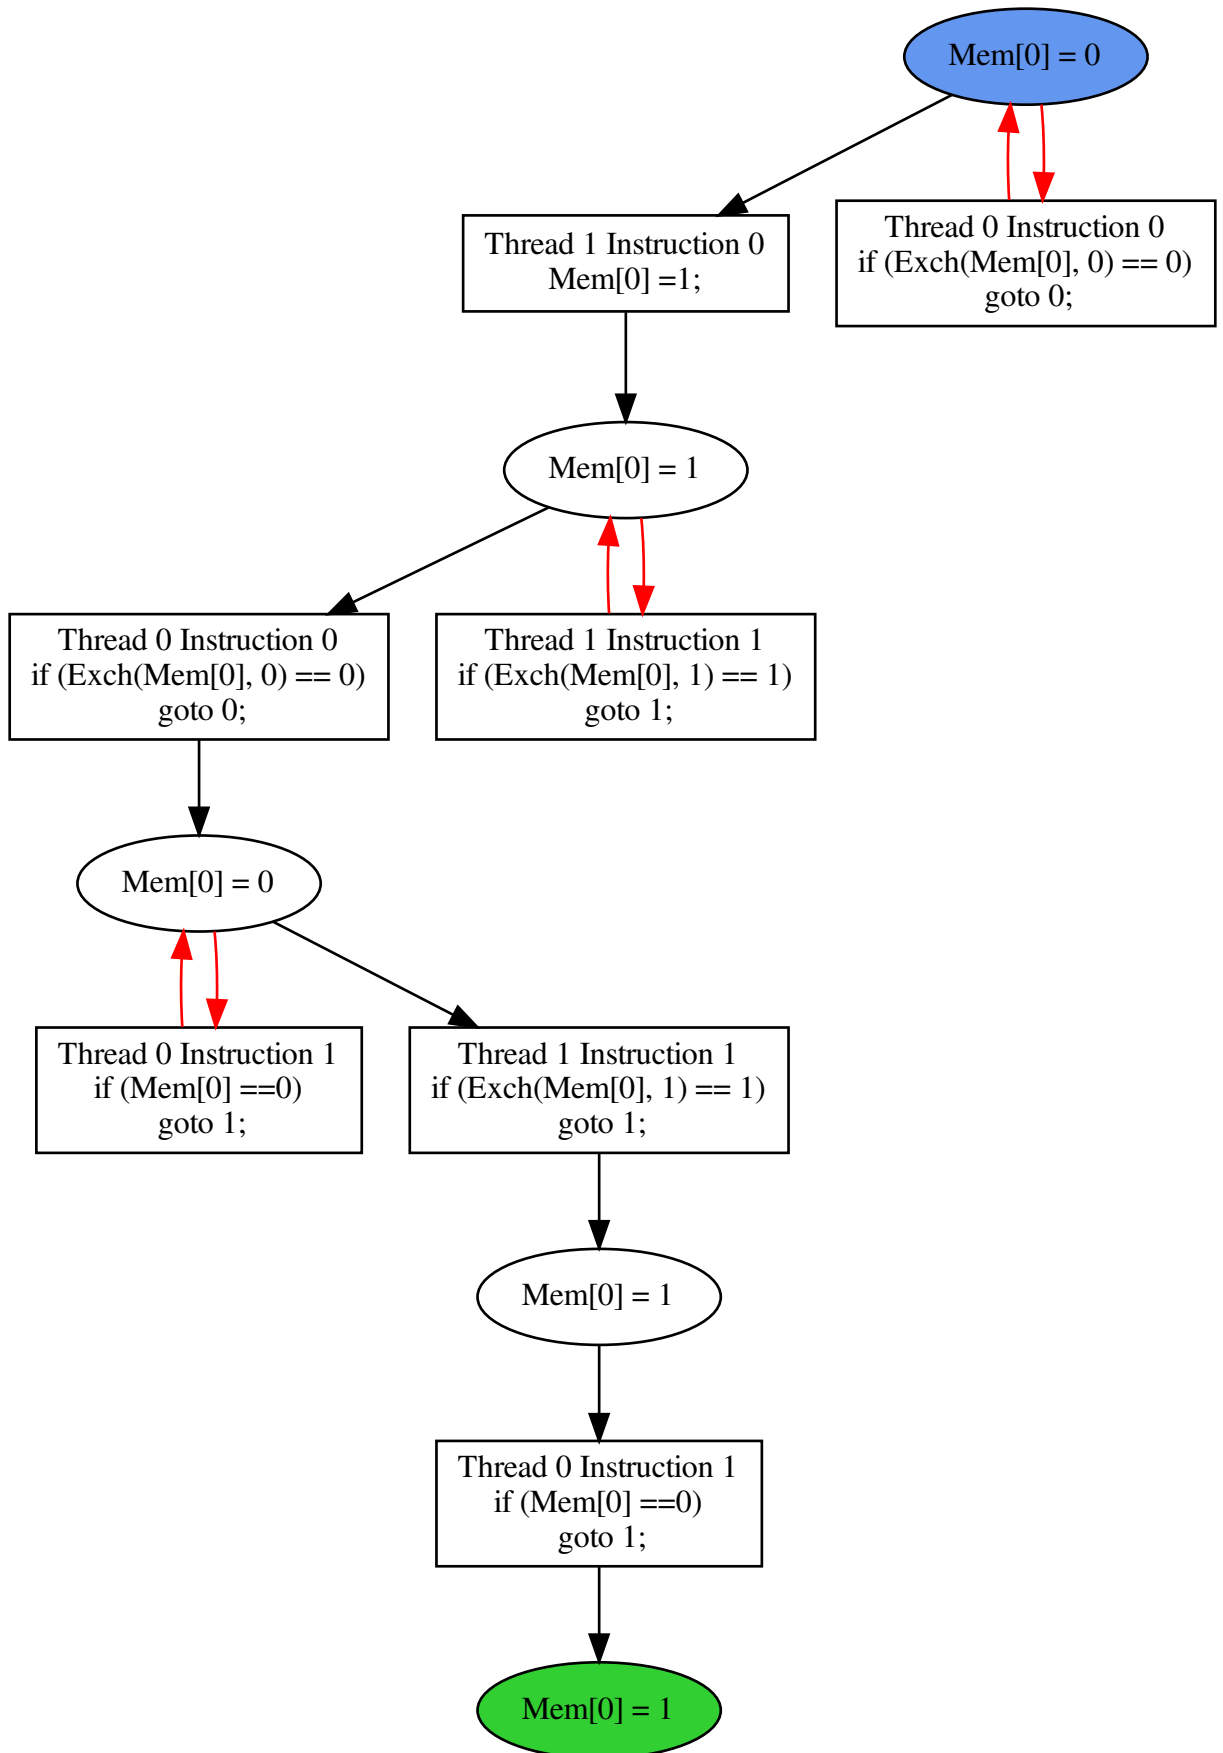 Mem[0] = 0
Thread 1 Instruction 0
Mem[0] =1;
Thread 0 Instruction 0
if (Exch(Mem[0], 0) == 0)
goto 0;
Mem[0] = 1
Thread 0 Instruction 0
if (Exch(Mem[0], 0) == 0)
goto 0;
Thread 1 Instruction 1
if (Exch(Mem[0], 1) == 1)
goto 1;
Mem[0] = 0
Thread 0 Instruction 1
if (Mem[0] ==0)
goto 1;
Thread 1 Instruction 1
if (Exch(Mem[0], 1) == 1)
goto 1;
Mem[0] = 1
Thread 0 Instruction 1
if (Mem[0] ==0)
goto 1;
Mem[0] = 1